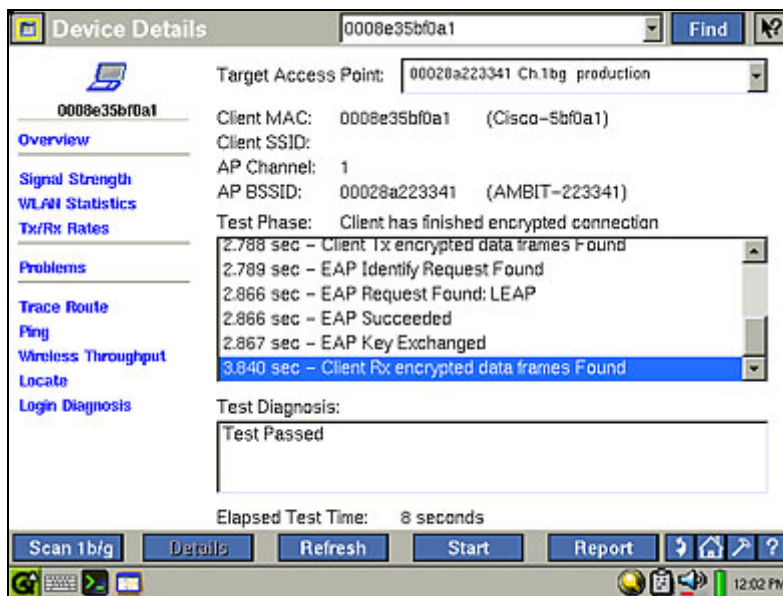 Device Details
0008e35bf0a1
Find
Target Access Point: 00028a223341 Ch.1bg production
0008e35bf0a1
Overview
Signal Strength
WLAN Statistics
Tx/Rx Rates
Problems
Trace Route
Ping
Wireless Throughput
Locate
Login Diagnosis
Client MAC: 0008e35bf0a1 (Cisco-5bf0a1)
Client SSID:
AP Channel: 1
AP BSSID: 00028a223341 (AMBIT-223341)
Test Phase: Client has finished encrypted connection
2.788 sec - Client Tx encrypted data frames Found
2.789 sec - EAP Identify Request Found
2.866 sec - EAP Request Found: LEAP
2.866 sec - EAP Succeeded
2.867 sec - EAP Key Exchanged
3.840 sec - Client Rx encrypted data frames Found
Test Diagnosis:
Test Passed
Elapsed Test Time: 8 seconds
Scan 1b/g Details Refresh Start Report ?
12:02 PM